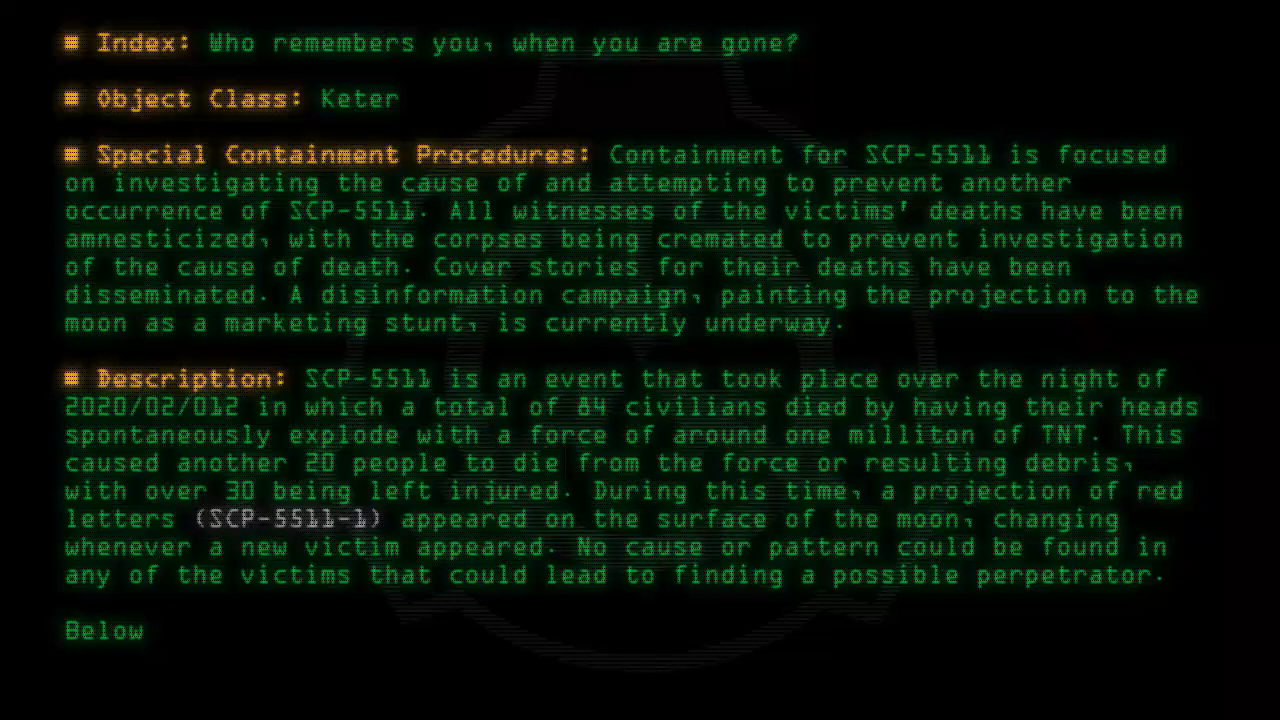 ■ Index: Who remembers you, when you are gone?
■ Object Class: Keter
■ Special Containment Procedures: Containment for SCP-5511 is focused
on investigating the cause of and attempting to prevent another
occurrence of SCP-5511. All witnesses of the victims' deaths have been
amnesticized, with the corpses being cremated to prevent investigation
of the cause of death. Cover stories for their deaths have been
disseminated. A disinformation campaign, painting the projection to the
moon as a marketing stunt, is currently underway.
■ Description: SCP-5511 is an event that took place over the night of
2020/02/012 in which a total of 84 civilians died by having their heads
spontaneously explode with a force of around one milliton of TNT. This
caused another 20 people to die from the force or resulting debris,
with over 30 being left injured. During this time, a projection of red
letters (SCP-5511-1) appeared on the surface of the moon, changing
whenever a new victim appeared. No cause or pattern could be found in
any of the victims that could lead to finding a possible perpetrator.
Below